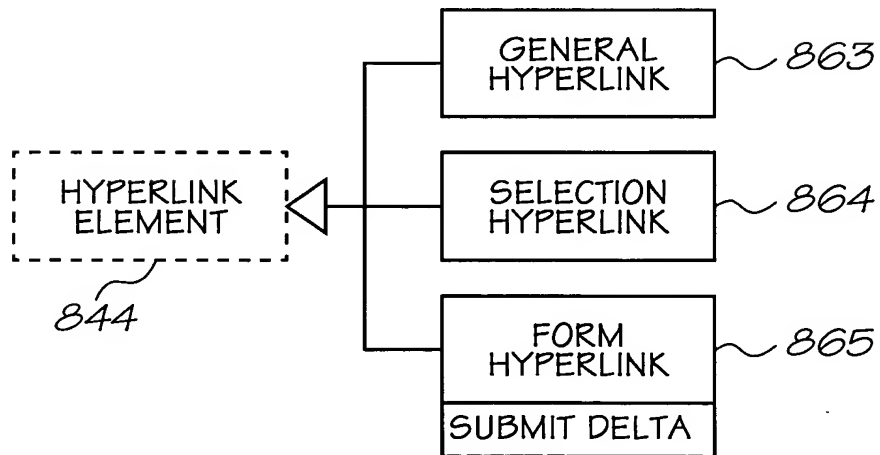 GENERAL
HYPERLINK
863
HYPERLINK
ELEMENT
844
SELECTION
HYPERLINK
864
FORM
HYPERLINK
865
SUBMIT DELTA